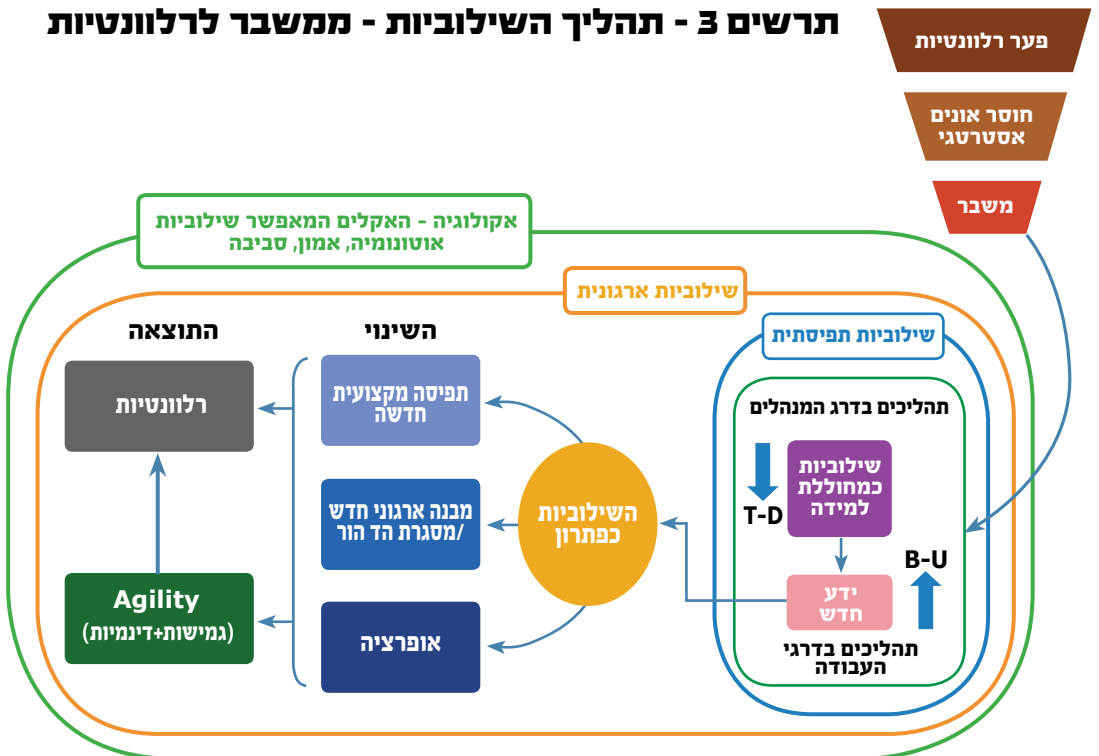 תרשים 3 - תהליך השילוביות - ממשבר לרלוונטיות
פער רלוונטיות
חוסר אונים
אסטרטגי
משבר
אקולוגיה - האקלים המאפשר שילוביות
אוטונומיה, אמון, סביבה
שילוביות ארגונית
שילוביות תפיסתית
תהליכים בדרג המנהלים
שילוביות
כמחוללת
למידה
T-D
B-U
ידע
חדש
תהליכים בדרגי
העבודה
השילוביות
כפתרון
השינוי
תפיסה מקצועית
חדשה
מבנה ארגוני חדש
/מסגרת הד הור
אופרציה
התוצאה
רלוונטיות
Agility
(גמישות+דינמיות)